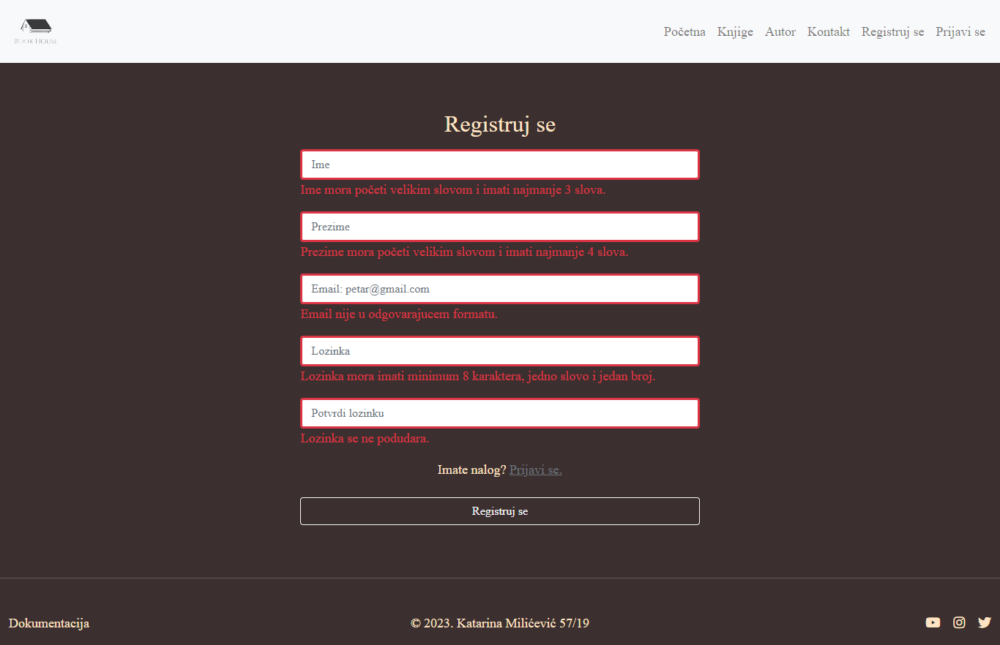 BOOK HOUSE
Početna Knjige Autor Kontakt Registruj se Prijavi se
Registruj se
Ime
Ime mora početi velikim slovom i imati najmanje 3 slova.
Prezime
Prezime mora početi velikim slovom i imati najmanje 4 slova.
Email: petar@gmail.com
Email nije u odgovarajucem formatu.
Lozinka
Lozinka mora imati minimum 8 karaktera, jedno slovo i jedan broj.
Potvrdi lozinku
Lozinka se ne podudara.
Imate nalog? Prijavi se.
Registruj se
Dokumentacija © 2023. Katarina Milićević 57/19